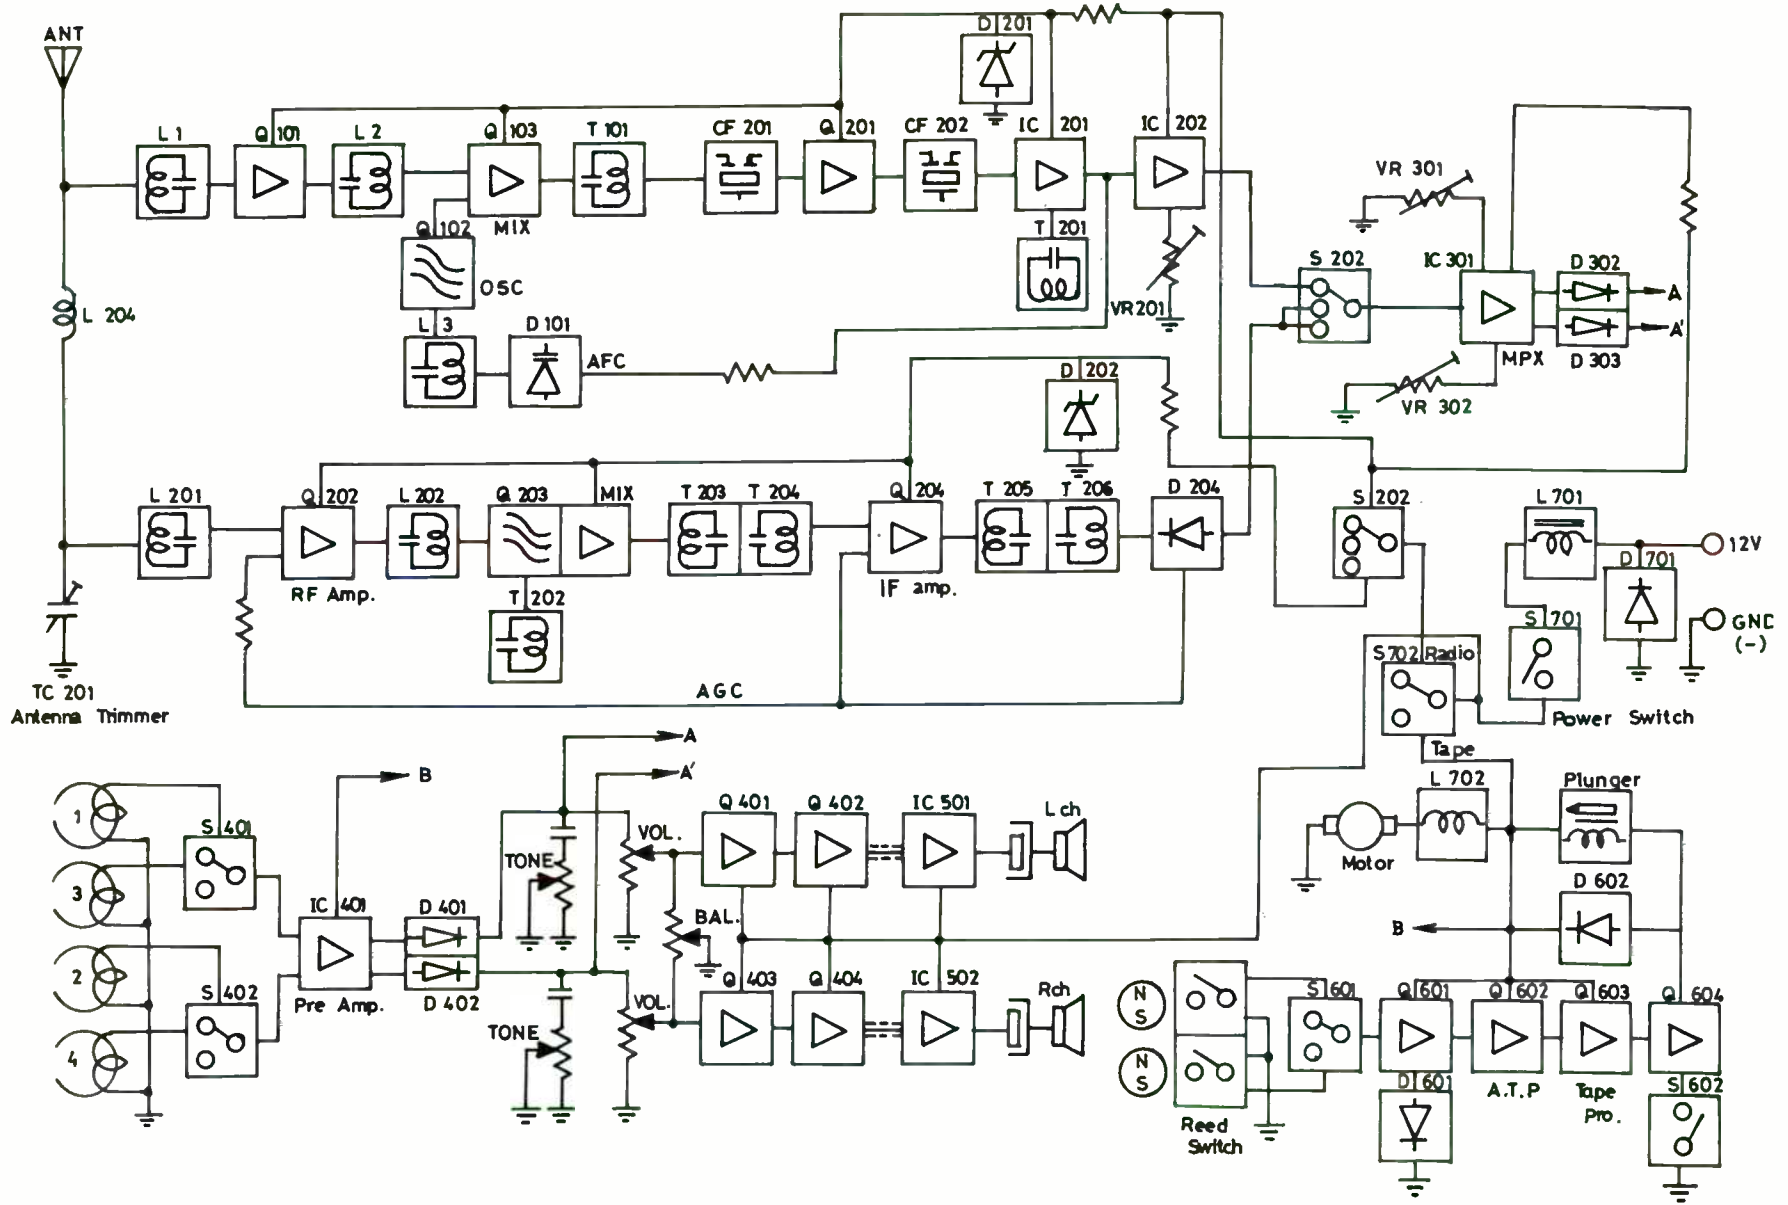 ANT
D 201
L 1
Q 101
L 2
Q 103
T 101
CF 201
Q 201
CF 202
IC 201
IC 202
MIX
Q 102
OSC
T 201
VR201
L 204
L 3
D 101
AFC
VR 301
S 202
IC 301
D 302
A
A'
MPX
D 303
VR 302
D 202
L 201
Q 202
L 202
Q 203
MIX
T 203
T 204
Q 204
T 205
T 206
D 204
S 202
L 701
12V
D 701
RF Amp.
IF amp.
T 202
S 701
GND
(-)
S702 Radio
TC 201
Antenna Trimmer
AGC
Power Switch
Tape
A
A'
B
L 702
Plunger
1
S 401
VOL.
Q 401
Q 402
IC 501
L ch
TONE
Motor
3
IC 401
D 401
BAL.
D 602
B
2
S 402
Pre Amp.
D 402
VOL.
Q 403
Q 404
IC 502
Rch
N
S
S 601
Q 601
Q 602
Q 603
Q 604
4
TONE
N
S
D 601
A.T.P
Tape
Pro.
S 602
Reed
Switch